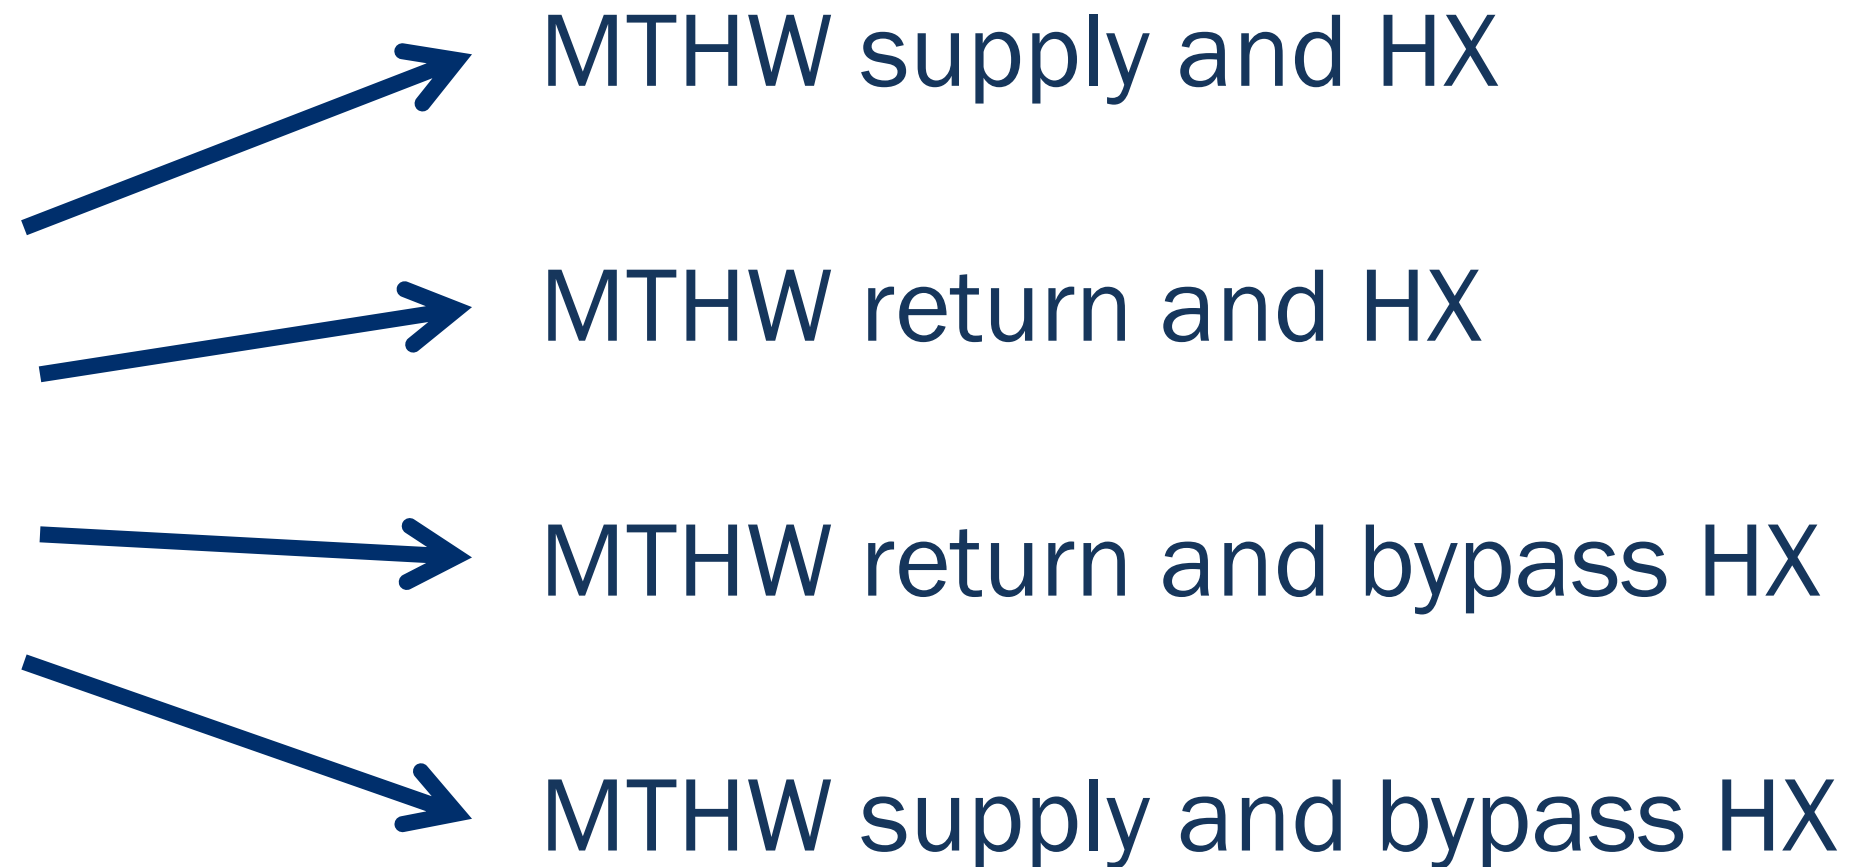 MTHW supply and HX
MTHW return and HX
MTHW return and bypass HX
MTHW supply and bypass HX